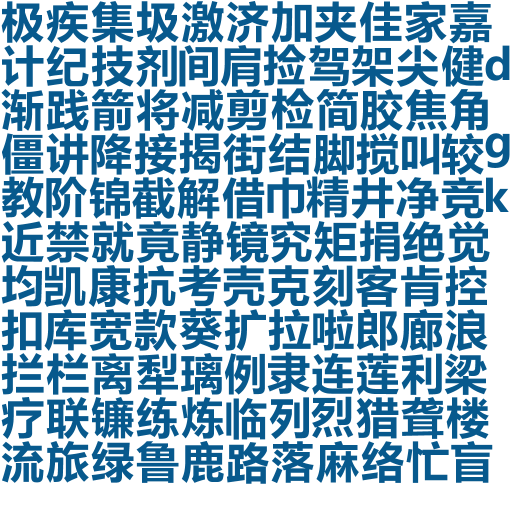 极疾集圾激济加夹佳家嘉
计纪技剂间肩捡驾架尖健d
渐践箭将减剪检简胶焦角
僵讲降接揭街结脚搅叫较g
教阶锦截解借巾精井净竞k
近禁就竟静镜究矩捐绝觉
均凯康抗考壳克刻客肯控
扣库宽款葵扩拉啦郎廊浪
拦栏离犁璃例隶连莲利梁
疗联镰练炼临列烈猎聋楼
流旅绿鲁鹿路落麻络忙盲